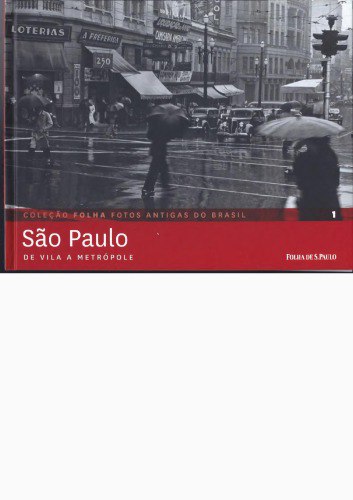 LOTERIAS
A PREFERIDA
250
COLEÇÃO FOLHA FOTOS ANTIGAS DO BRASIL
1
São Paulo
DE VILA A METRÓPOLE
FOLHA DE S.PAULO